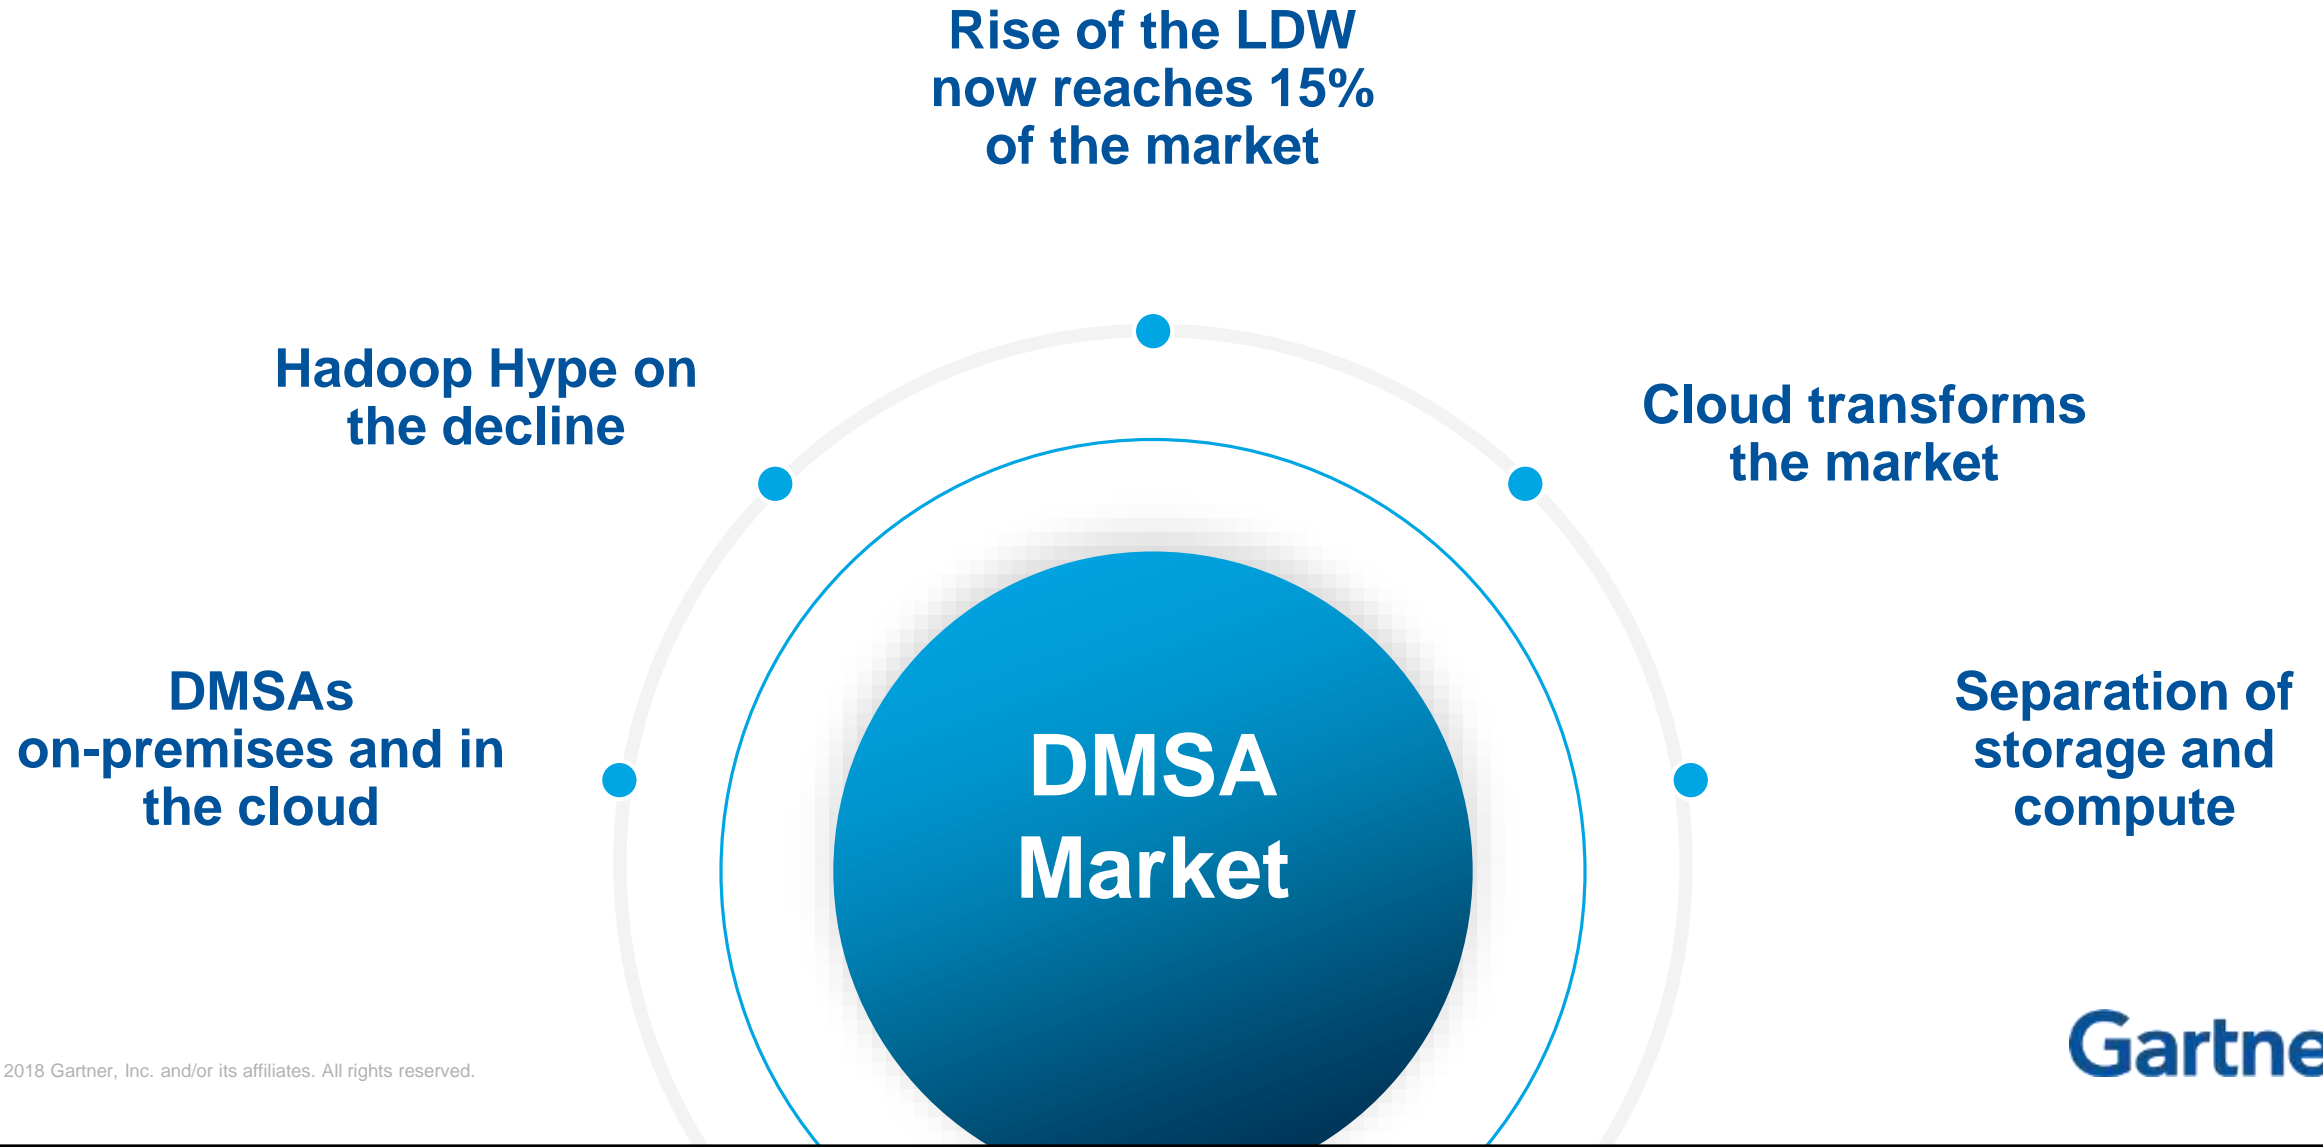 Rise of the LDW
now reaches 15%
of the market
Hadoop Hype on
the decline
Cloud transforms
the market
DMSAs
on-premises and in
the cloud
Separation of
storage and
compute
DMSA
Market
2018 Gartner, Inc. and/or its affiliates. All rights reserved.
Gartne